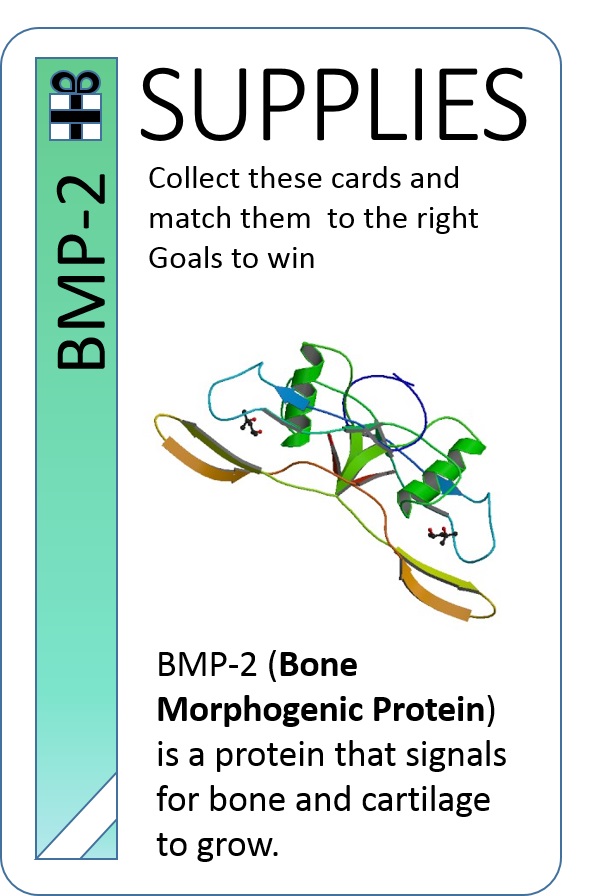 BMP-2
SUPPLIES
Collect these cards and
match them  to the right
Goals to win
BMP-2 (Bone
Morphogenic Protein)
is a protein that signals
for bone and cartilage
to grow.